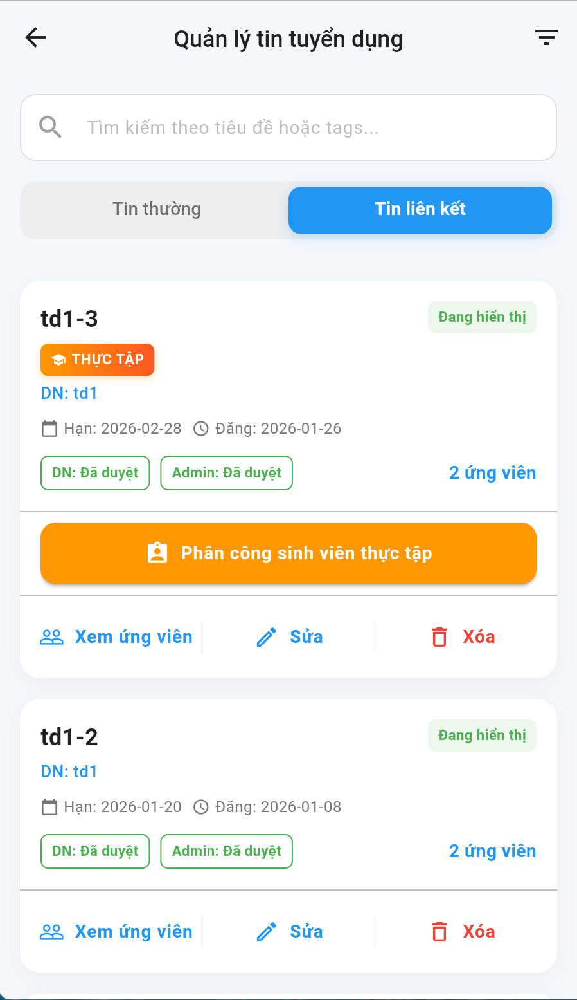 Quản lý tin tuyển dụng
Tìm kiếm theo tiêu đề hoặc tags...
Tin thường Tin liên kết
td1-3 Đang hiển thị
THỰC TẬP
DN: td1
Hạn: 2026-02-28 Đăng: 2026-01-26
DN: Đã duyệt Admin: Đã duyệt 2 ứng viên
Phân công sinh viên thực tập
Xem ứng viên Sửa Xóa
td1-2 Đang hiển thị
DN: td1
Hạn: 2026-01-20 Đăng: 2026-01-08
DN: Đã duyệt Admin: Đã duyệt 2 ứng viên
Xem ứng viên Sửa Xóa